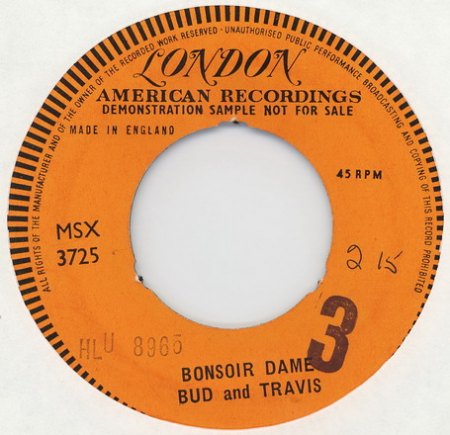 ALL RIGHTS OF THE MANUFACTURER AND OF THE OWNER OF THE RECORDED WORK RESERVED · UNAUTHORISED PUBLIC PERFORMANCE BROADCASTING AND COPYING OF THIS RECORD PROHIBITED
LONDON
AMERICAN RECORDINGS
DEMONSTRATION SAMPLE NOT FOR SALE
MADE IN ENGLAND
45 RPM
MSX
3725
2 15
HLU 8965
3
BONSOIR DAME
BUD and TRAVIS